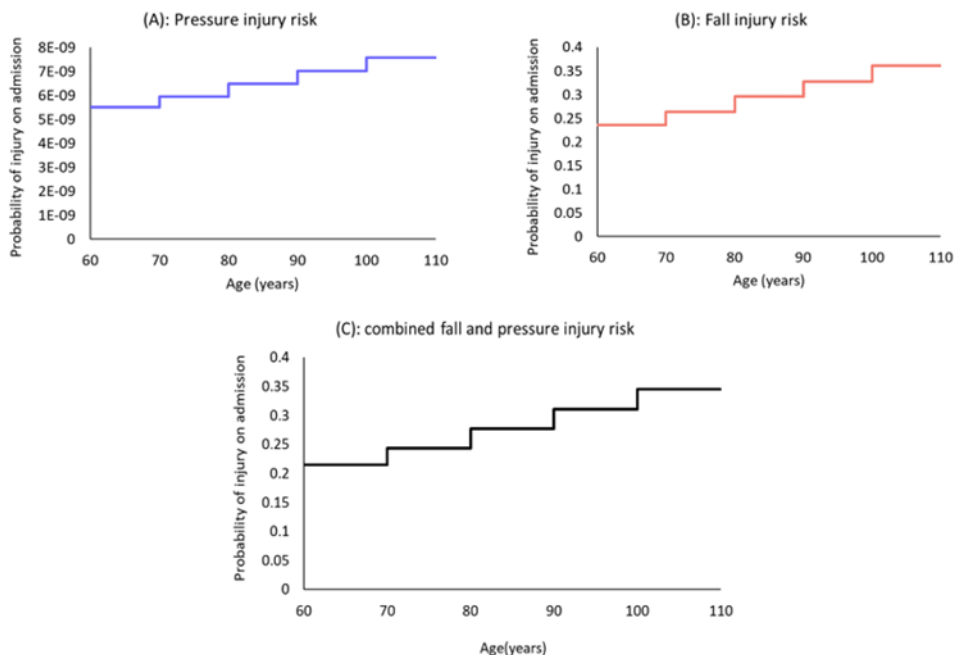 (A): Pressure injury risk
Probability of injury on admission
8E-09
7E-09
6E-09
5E-09
4E-09
3E-09
2E-09
1E-09
0
60 70 80 90 100 110
Age (years)
(B): Fall injury risk
Probability of injury on admission
0.4
0.35
0.3
0.25
0.2
0.15
0.1
0.05
0
60 70 80 90 100 110
Age (years)
(C): combined fall and pressure injury risk
Probability of injury on admission
0.4
0.35
0.3
0.25
0.2
0.15
0.1
0.05
0
60 70 80 90 100 110
Age(years)